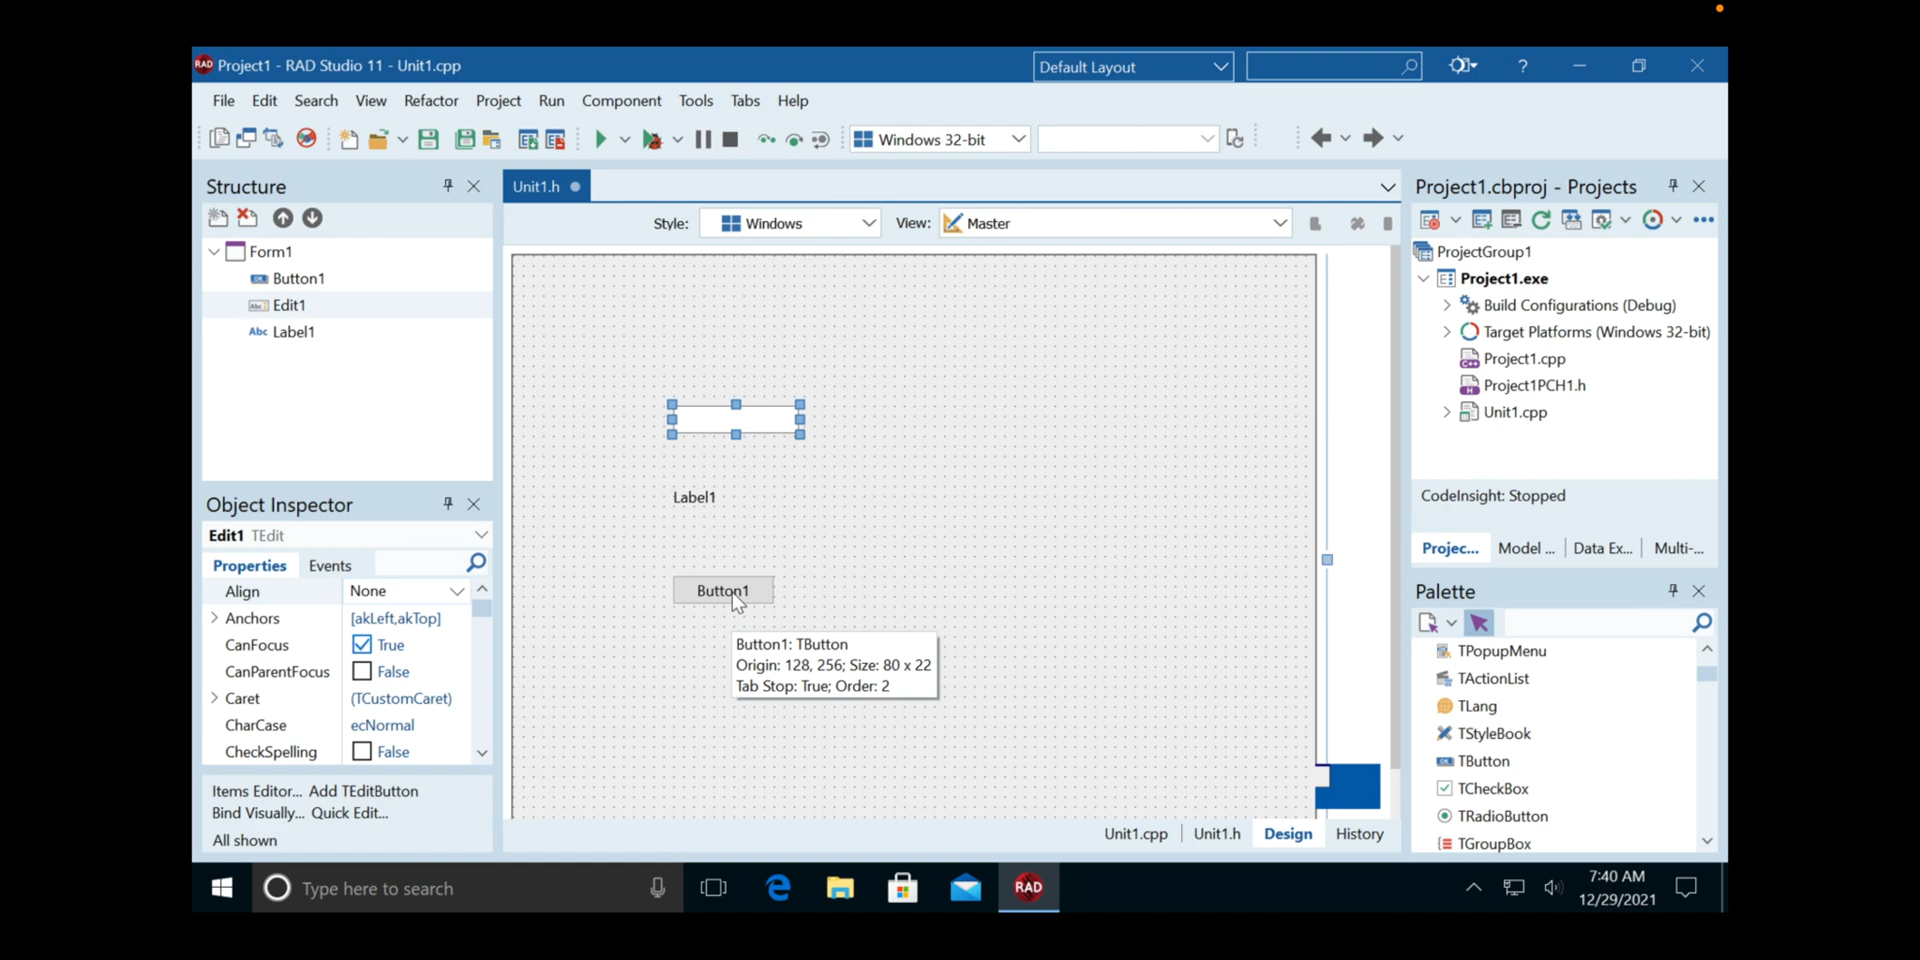 RAD Project1 - RAD Studio 11 - Unit1.cpp
Default Layout
?
File Edit Search View Refactor Project Run Component Tools Tabs Help
Windows 32-bit
Structure
Form1
Button1
Edit1
Abc Label1
Object Inspector
Edit1 TEdit
Properties Events
Align None
Anchors [akLeft,akTop]
CanFocus True
CanParentFocus False
Caret (TCustomCaret)
CharCase ecNormal
CheckSpelling False
Items Editor... Add TEditButton
Bind Visually... Quick Edit...
All shown
Unit1.h
Style: Windows View: Master
Label1
Button1
Button1: TButton
Origin: 128, 256; Size: 80 x 22
Tab Stop: True; Order: 2
Unit1.cpp Unit1.h Design History
Project1.cbproj - Projects
ProjectGroup1
Project1.exe
Build Configurations (Debug)
Target Platforms (Windows 32-bit)
Project1.cpp
Project1PCH1.h
Unit1.cpp
CodeInsight: Stopped
Projec... Model ... Data Ex... Multi-...
Palette
TPopupMenu
TActionList
TLang
TStyleBook
TButton
TCheckBox
TRadioButton
TGroupBox
Type here to search
RAD
7:40 AM
12/29/2021